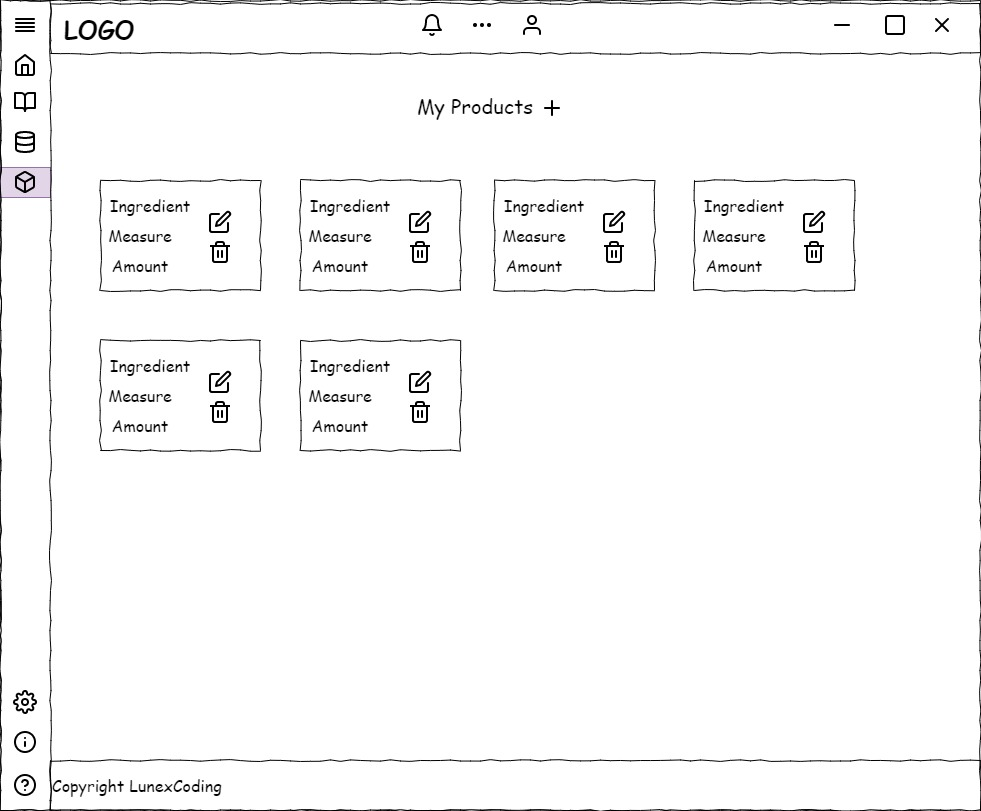 LOGO
My Products
Ingredient
Measure
Amount
Ingredient
Measure
Amount
Ingredient
Measure
Amount
Ingredient
Measure
Amount
Ingredient
Measure
Amount
Ingredient
Measure
Amount
Copyright LunexCoding